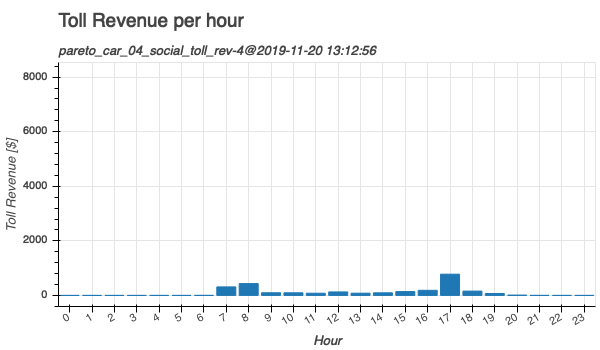 Toll Revenue per hour
pareto_car_04_social_toll_rev-4@2019-11-20 13:12:56
8000
6000
4000
2000
0
Toll Revenue [$]
0 1 2 3 4 5 6 7 8 9 10 11 12 13 14 15 16 17 18 19 20 21 22 23
Hour